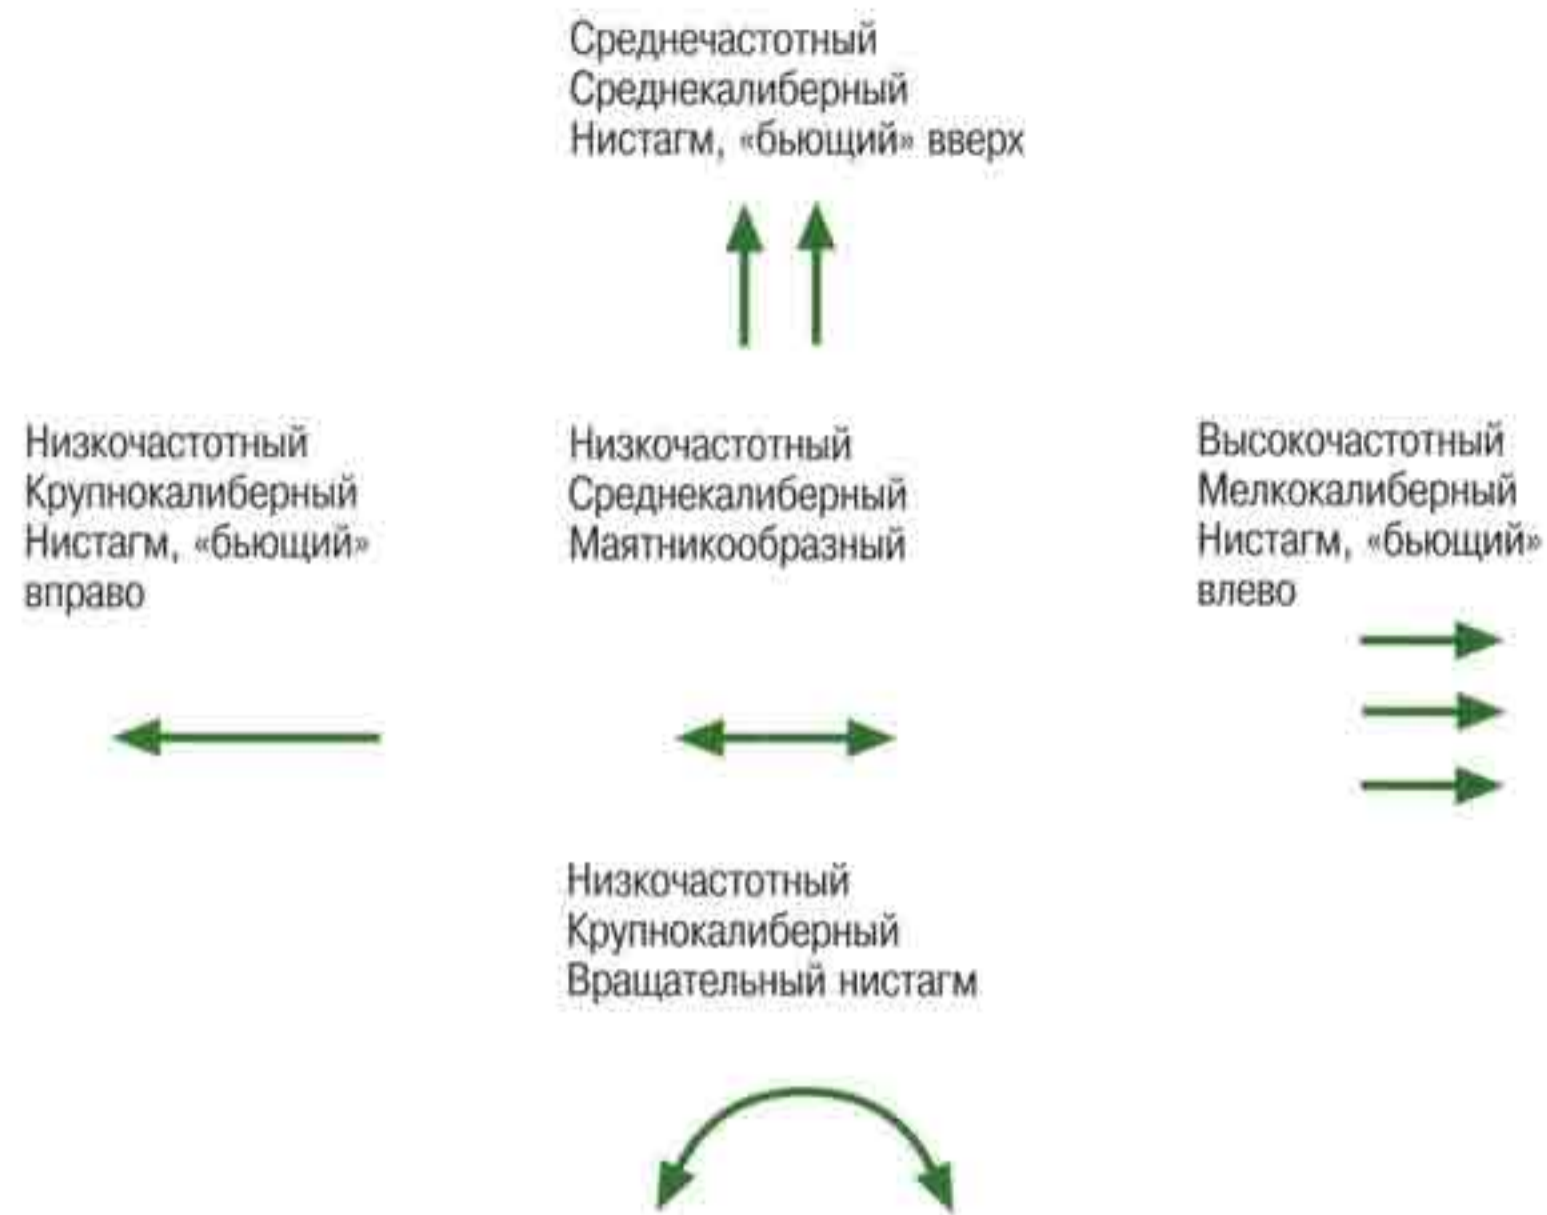 Среднечастотный
Среднекалиберный
Нистагм, «бьющий» вверх
Низкочастотный
Крупнокалиберный
Нистагм, «бьющий»
вправо
Низкочастотный
Среднекалиберный
Маятникообразный
Высокочастотный
Мелкокалиберный
Нистагм, «бьющий»
влево
Низкочастотный
Крупнокалиберный
Вращательный нистагм